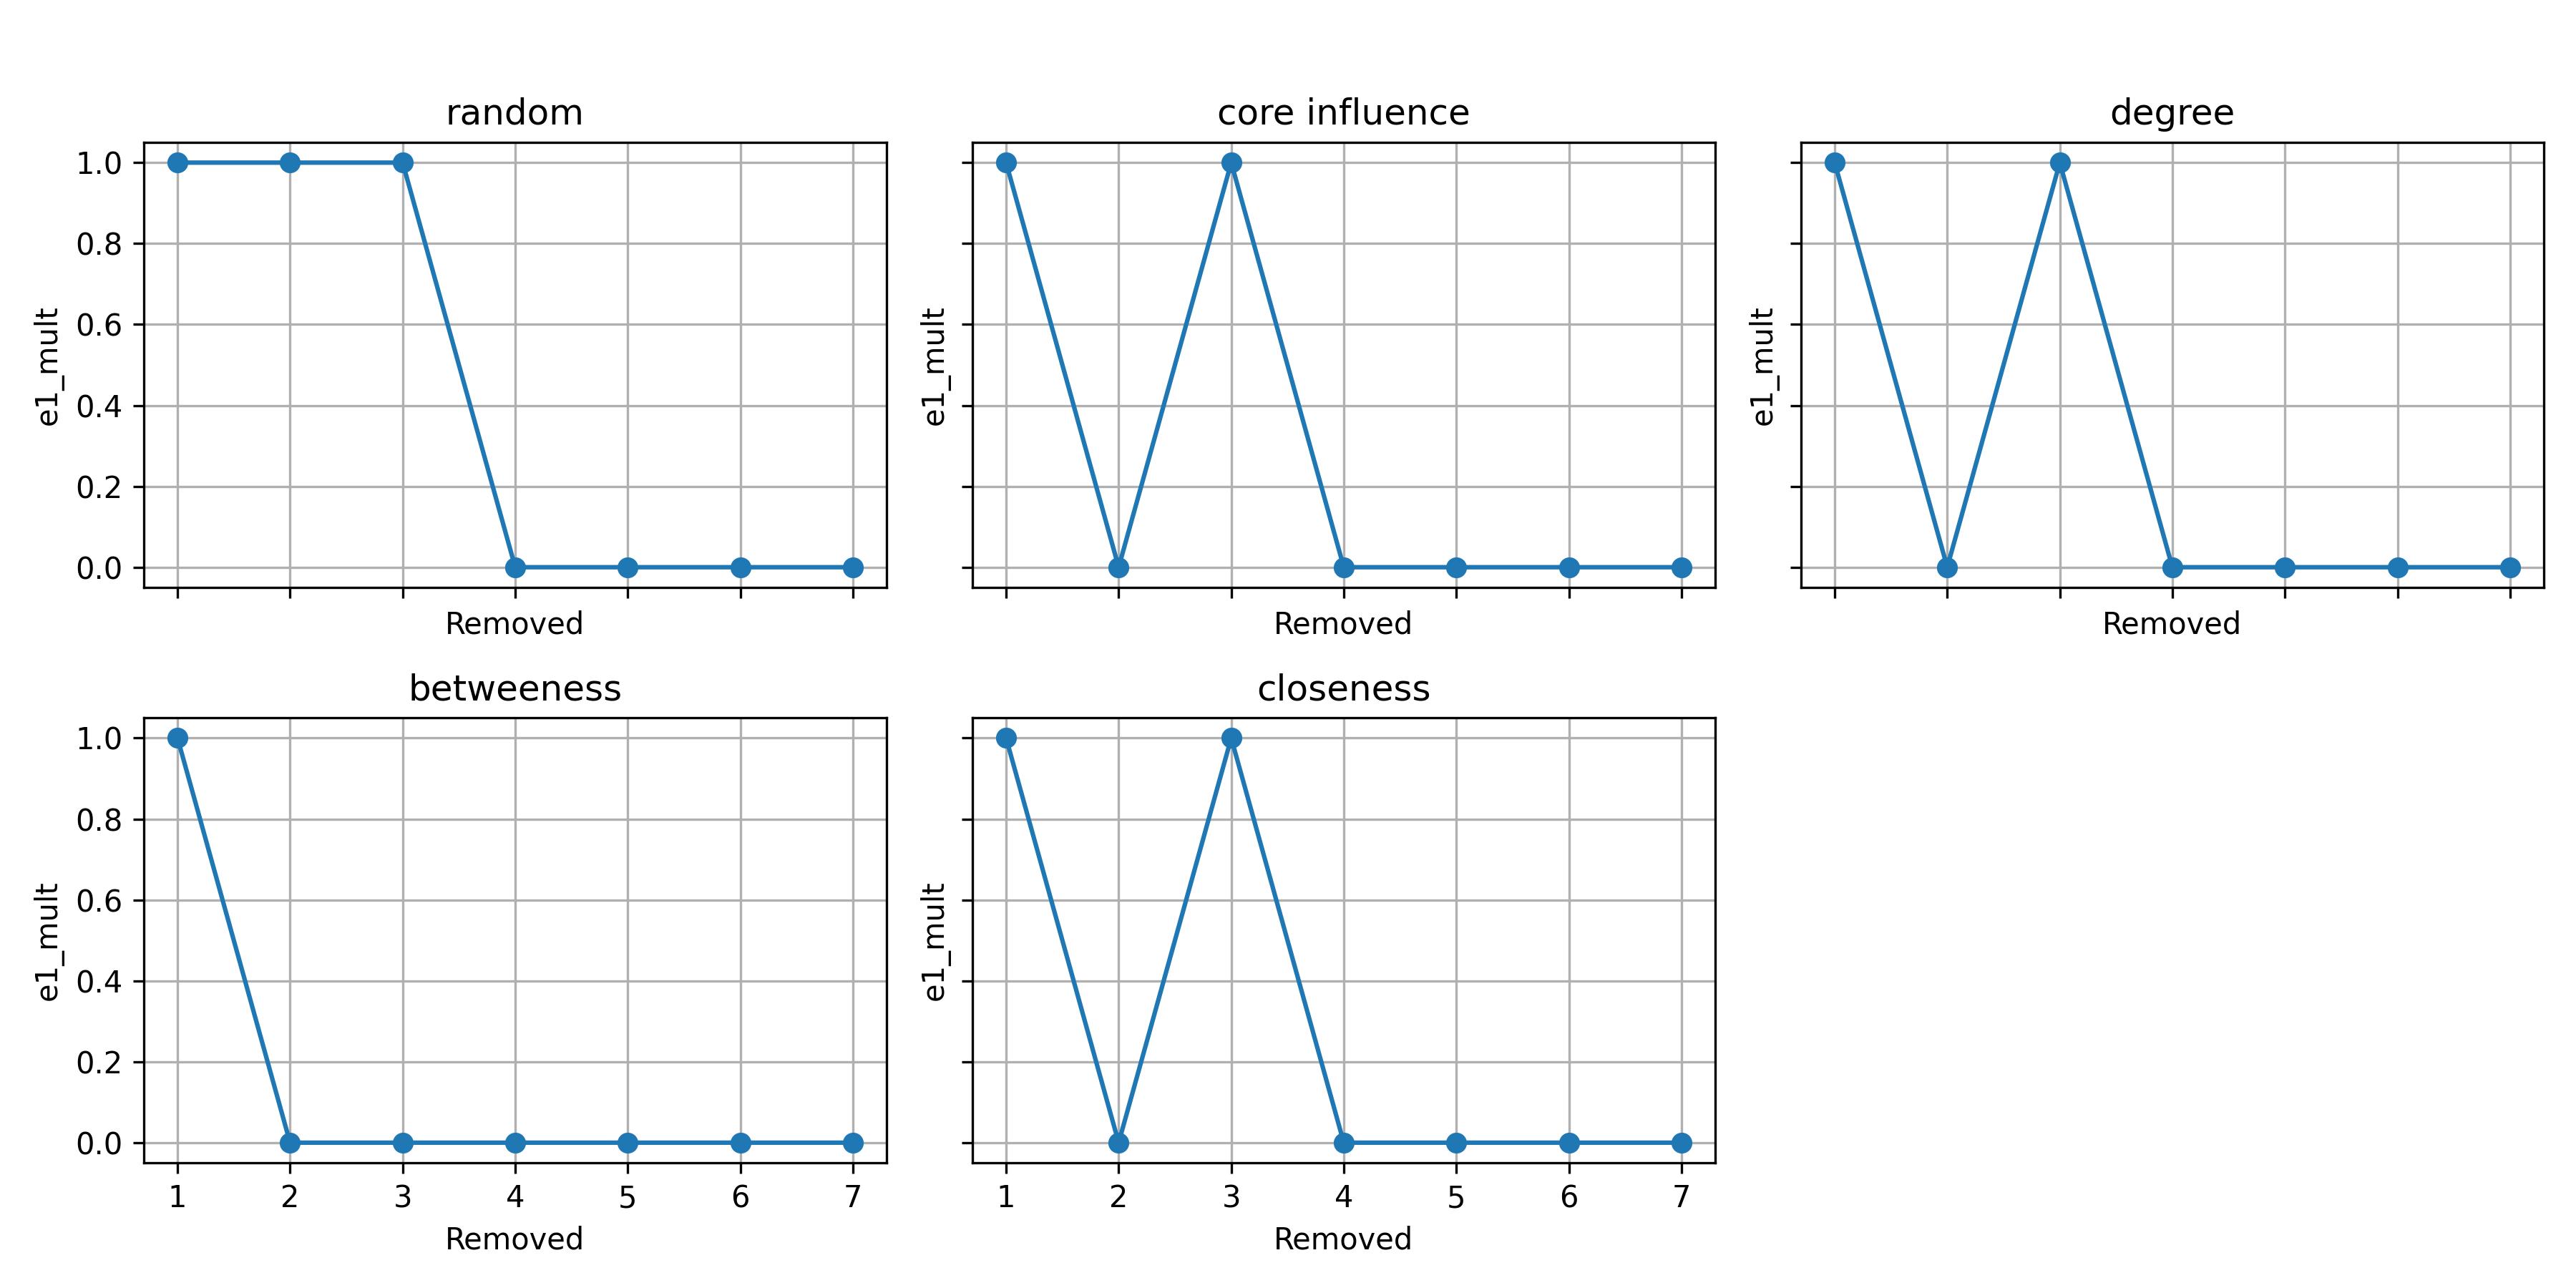 random
core influence
degree
1.0
0.8
0.6
0.4
0.2
0.0
e1_mult
e1_mult
e1_mult
Removed
Removed
Removed
betweeness
closeness
1.0
0.8
0.6
0.4
0.2
0.0
e1_mult
e1_mult
1 2 3 4 5 6 7
1 2 3 4 5 6 7
Removed
Removed